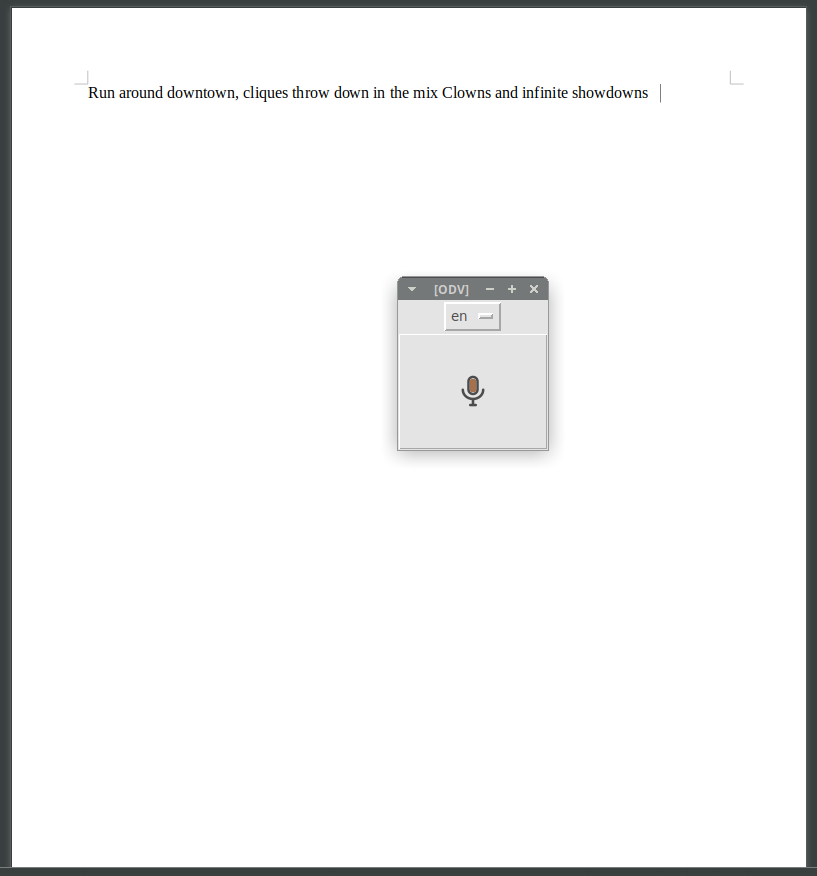 Run around downtown, cliques throw down in the mix Clowns and infinite showdowns
[ODV]
en